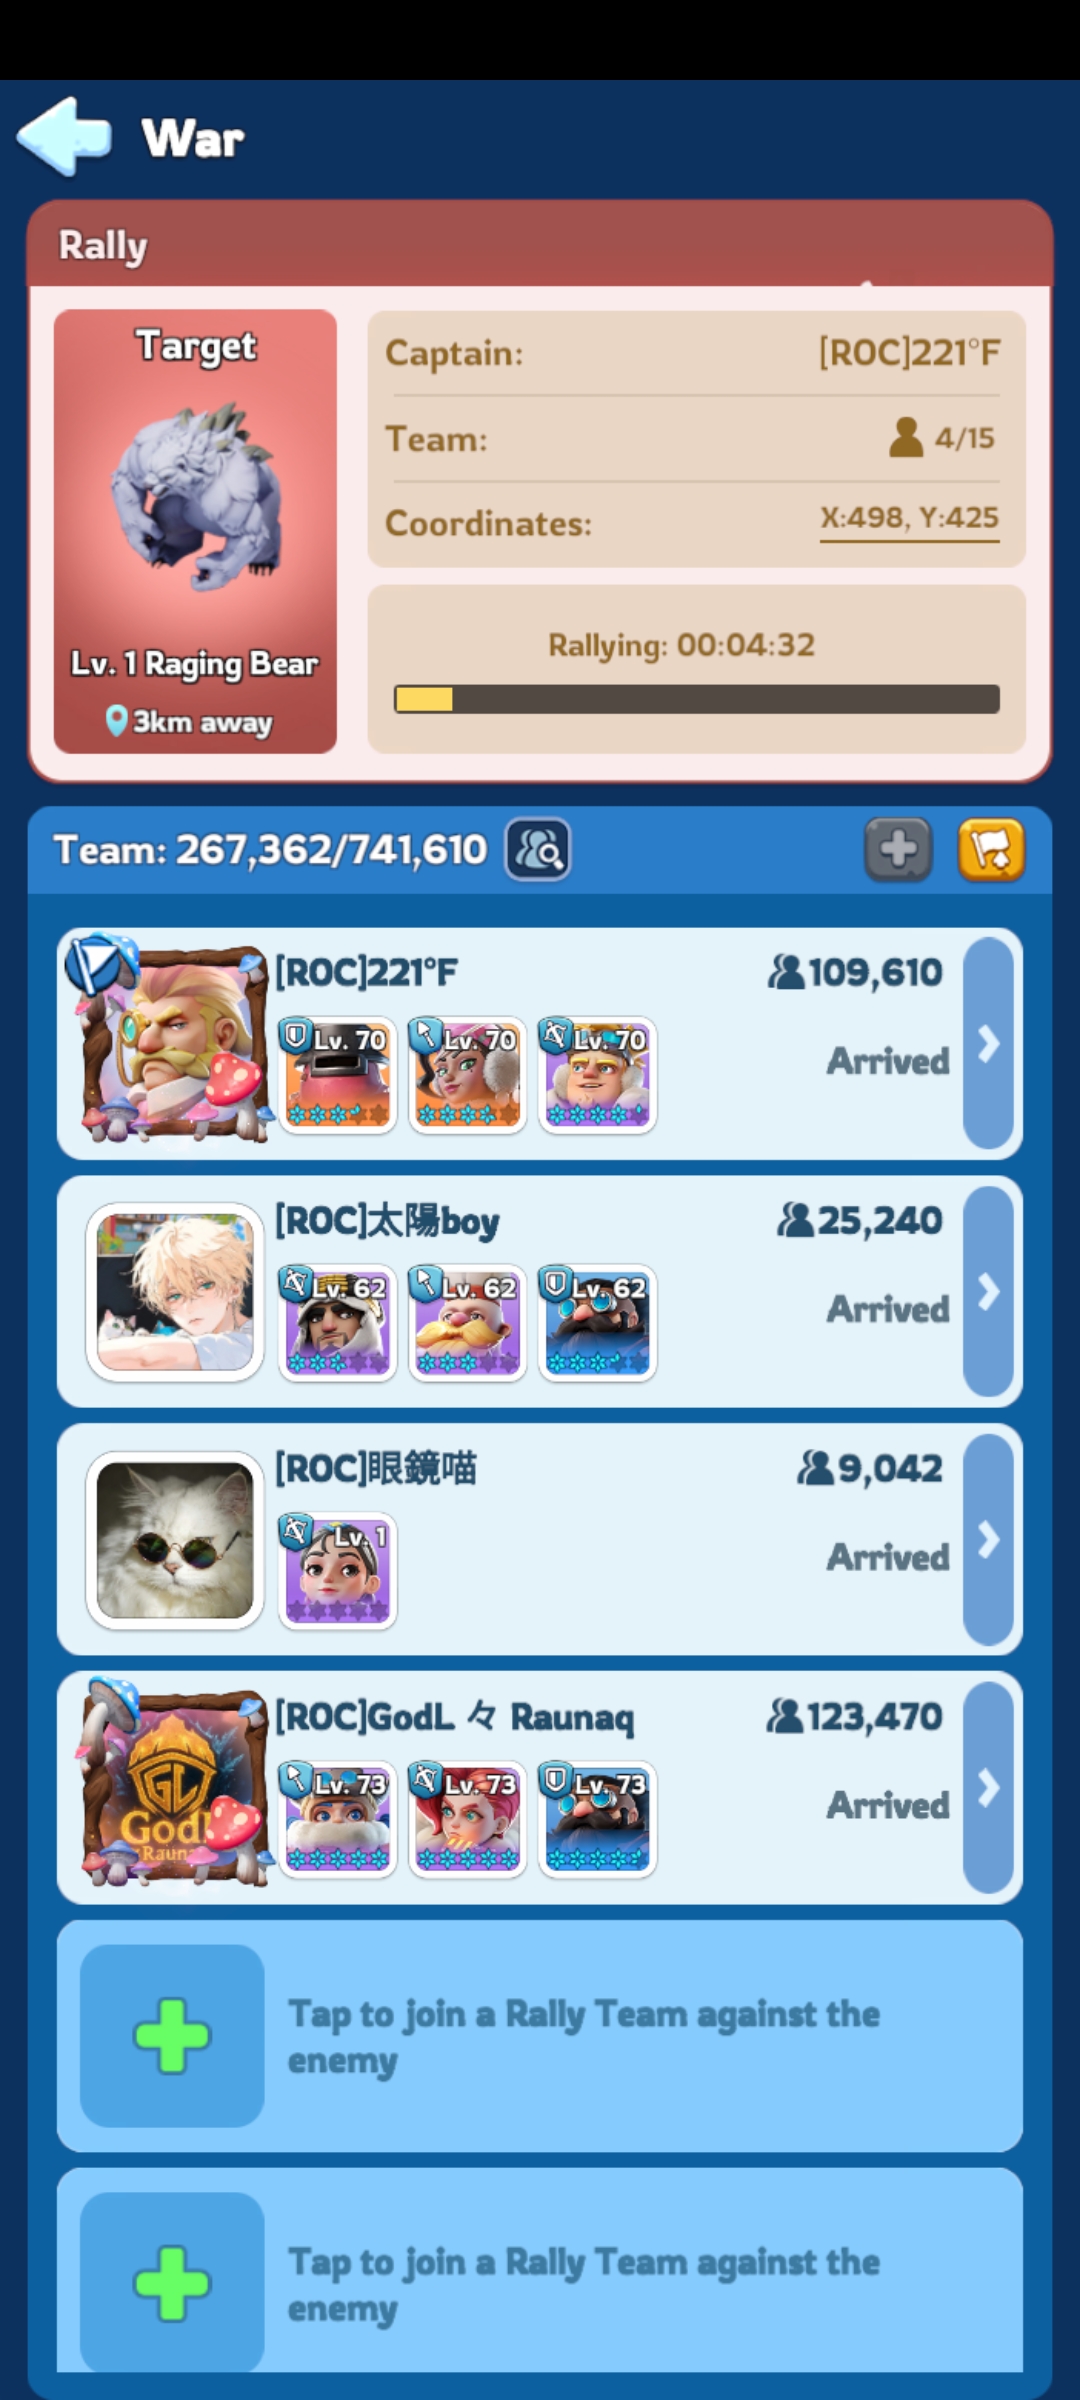 War
Rally
Target
Lv. 1 Raging Bear
3km away
Captain: [ROC]221°F
Team: 4/15
Coordinates: X:498, Y:425
Rallying: 00:04:32
Team: 267,362/741,610
[ROC]221°F 109,610
Lv. 70 Lv. 70 Lv. 70
Arrived
[ROC]太陽boy 25,240
Lv. 62 Lv. 62 Lv. 62
Arrived
[ROC]眼鏡喵 9,042
Lv. 1
Arrived
[ROC]GodL 々 Raunaq 123,470
GL
Lv. 73 Lv. 73 Lv. 73
Arrived
Tap to join a Rally Team against the
enemy
Tap to join a Rally Team against the
enemy